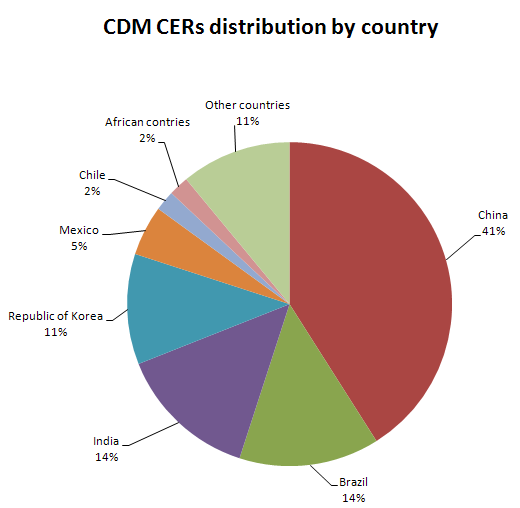 CDM CERs distribution by country
Other countries
11%
African contries
2%
Chile
2%
Mexico
5%
Republic of Korea
11%
India
14%
Brazil
14%
China
41%